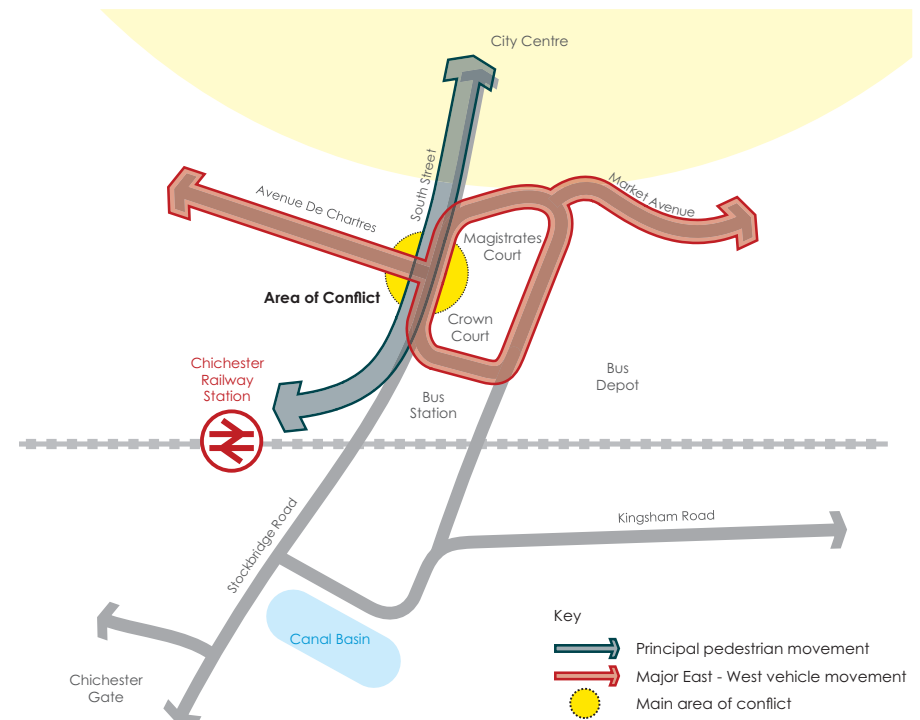 City Centre
South Street
Avenue De Chartres
Market Avenue
Magistrates
Court
Area of Conflict
Crown
Court
Chichester
Railway
Station
Bus
Depot
Bus
Station
Stockbridge Road
Kingsham Road
Canal Basin
Chichester
Gate
Key
Principal pedestrian movement
Major East - West vehicle movement
Main area of conflict